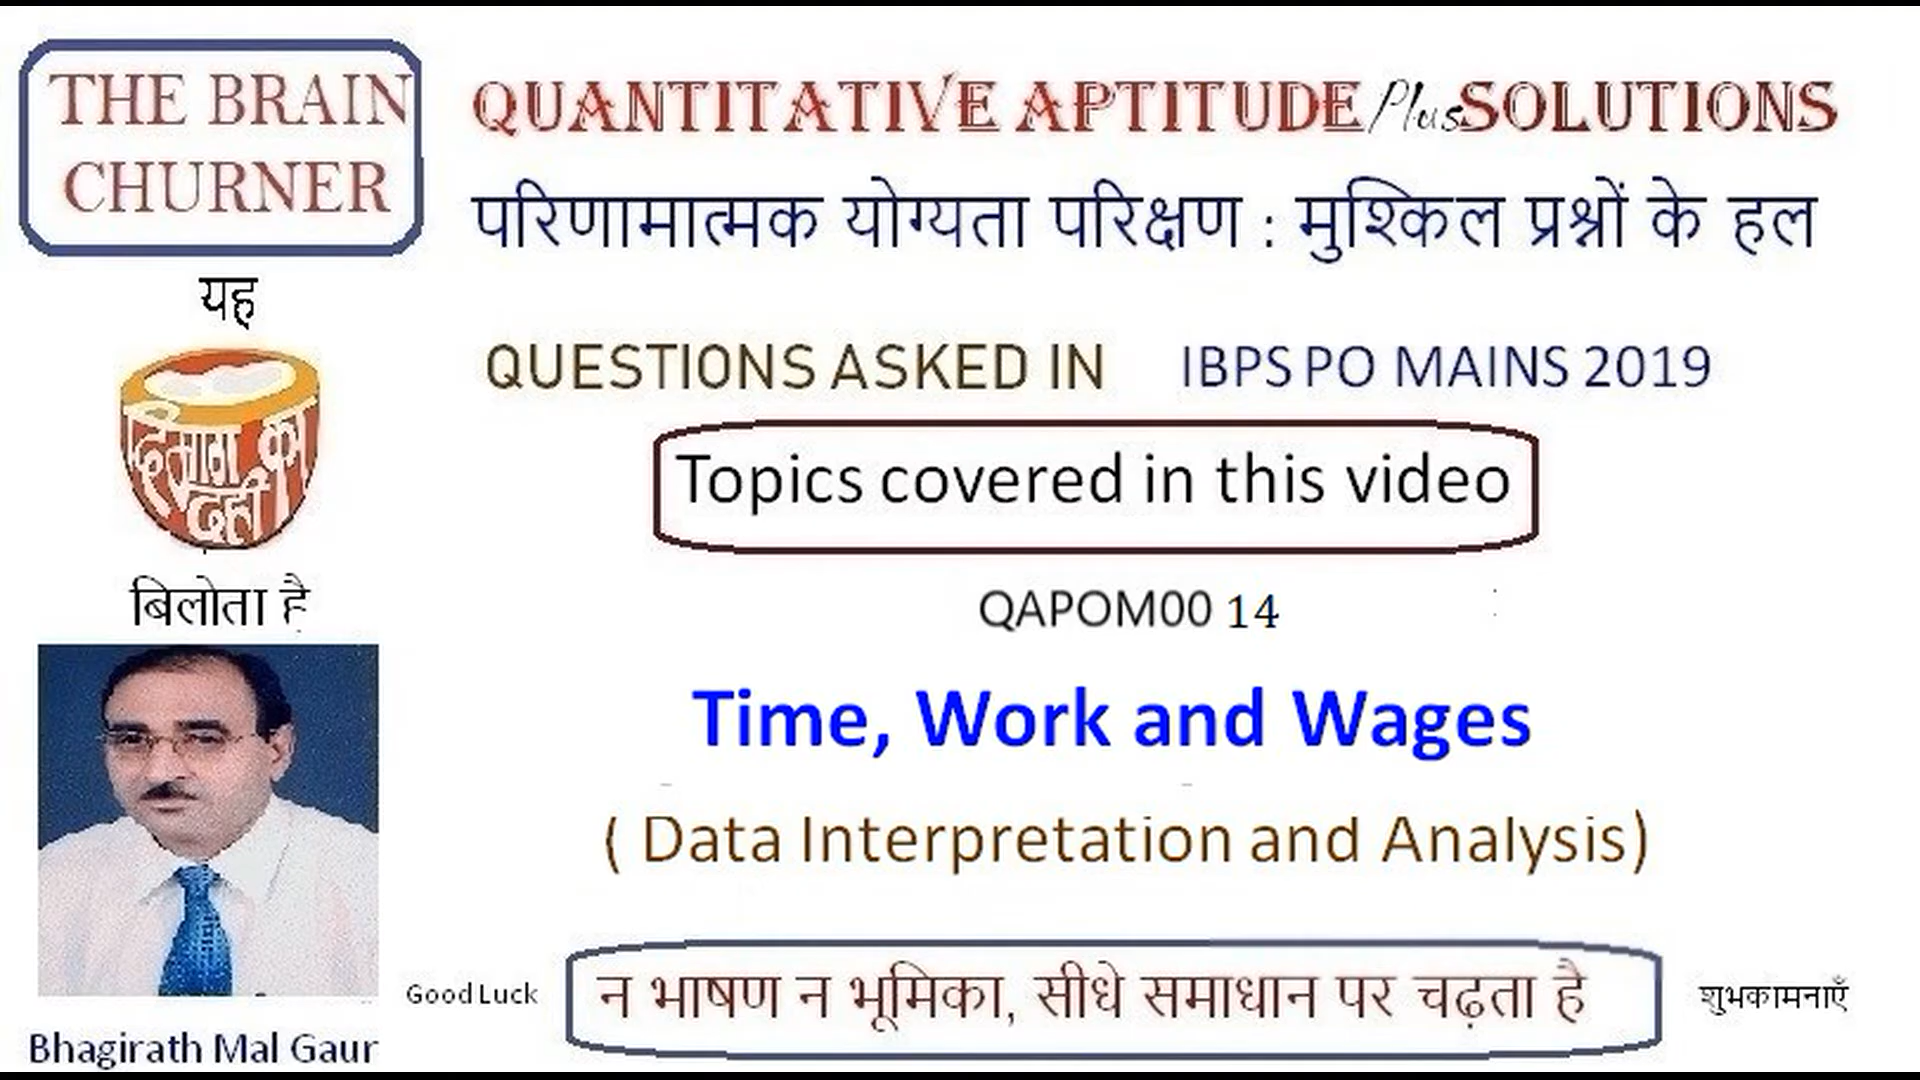 THE BRAIN
CHURNER
QUANTITATIVE APTITUDE Plus SOLUTIONS
परिणामात्मक योग्यता परिक्षण : मुश्किल प्रश्नों के हल
यह
दिमाग का
दही
बिलोता है
QUESTIONS ASKED IN IBPS PO MAINS 2019
Topics covered in this video
QAPOM00 14
Time, Work and Wages
( Data Interpretation and Analysis)
Good Luck
न भाषण न भूमिका, सीधे समाधान पर चढ़ता है
शुभकामनाएँ
Bhagirath Mal Gaur